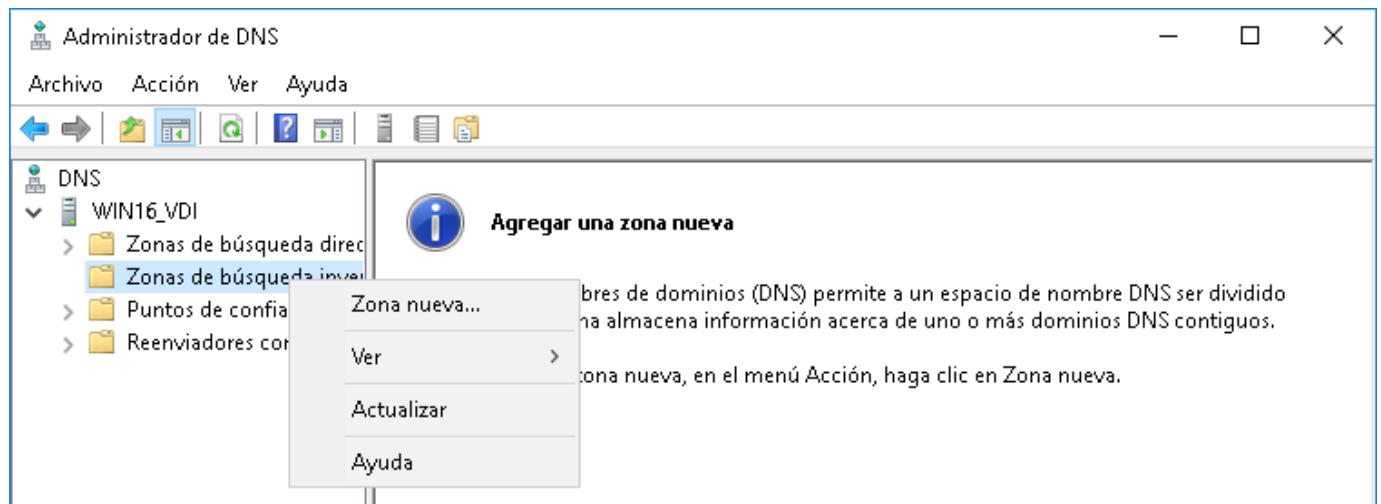 Administrador de DNS
Archivo Acción Ver Ayuda
DNS
WIN16_VDI
Zonas de búsqueda direc
Zonas de búsqueda
Puntos de confia
Reenviadores
Zona nueva...
Ver
Actualizar
Ayuda
Agregar una zona nueva
bres de dominios (DNS) permite a un espacio de nombre DNS ser dividido
na almacena información acerca de uno o más dominios DNS contiguos.
zona nueva, en el menú Acción, haga clic en Zona nueva.